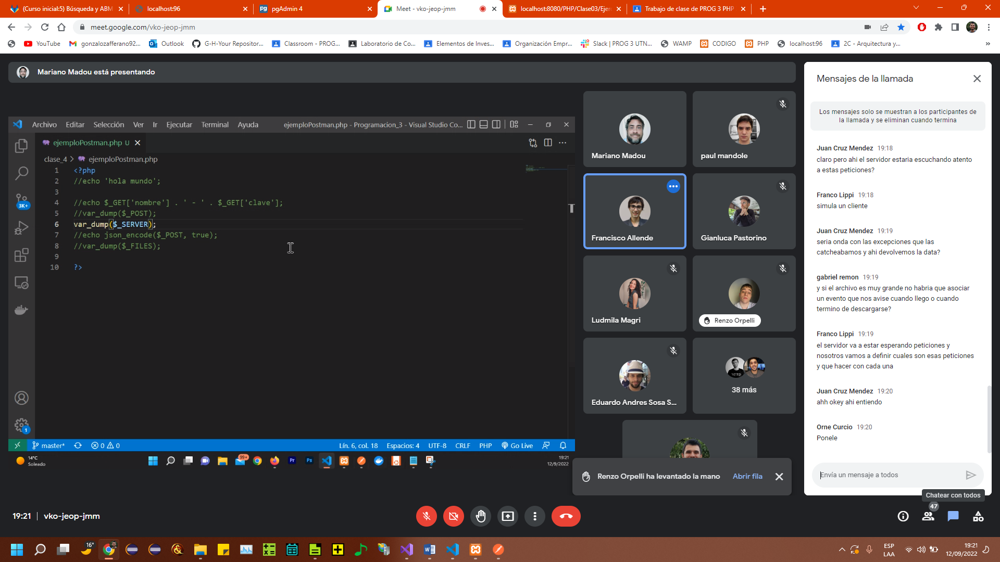 (Curso inicial:5) Búsqueda y ABM
localhost:96
pgAdmin 4
Meet - vko-jeop-jmm
localhost:8080/PHP/Clase03/Ejer
Trabajo de clase de PROG 3 PHP
meet.google.com/vko-jeop-jmm
YouTube
gonzalozafferano92...
Outlook
G-H-Your Repositor...
Classroom - PROG...
Laboratorio de Co...
Elementos de Inves...
Organización Empr...
Slack | PROG 3 UTN...
WAMP
CODIGO
PHP
localhost:96
2C - Arquitectura y...
»
Mariano Madou está presentando
Archivo Editar Selección Ver Ir Ejecutar Terminal Ayuda
ejemploPostman.php - Programacion_3 - Visual Studio Co...
ejemploPostman.php U
clase_4 > ejemploPostman.php
1 <?php
2 //echo 'hola mundo';
3
4 //echo $_GET['nombre'] . ' - ' . $_GET['clave'];
5 //var_dump($_POST);
6 var_dump($_SERVER);
7 //echo json_encode($_POST, true);
8 //var_dump($_FILES);
9
10 ?>
3K+
1
master* 0 0
Lín. 6, col. 18 Espacios: 4 UTF-8 CRLF PHP Go Live
14°C
Soleado
99+
Pr
Ps
19:21
12/9/2022
Mariano Madou
paul mandole
Francisco Allende
Gianluca Pastorino
Ludmila Magri
Renzo Orpelli
Eduardo Andres Sosa S...
38 más
Renzo Orpelli ha levantado la mano
Abrir fila
Mensajes de la llamada
Los mensajes solo se muestran a los participantes de
la llamada y se eliminan cuando termina
Juan Cruz Mendez 19:18
claro pero ahi el servidor estaria escuchando atento
a estas peticiones?
Franco Lippi 19:18
simula un cliente
Juan Cruz Mendez 19:19
seria onda con las excepciones que las
catcheabamos y ahi devolvemos la data?
gabriel remon 19:19
y si el archivo es muy grande no habria que asociar
un evento que nos avise cuando llego o cuando
termino de descargarse?
Franco Lippi 19:19
el servidor va a estar esperando peticiones y
nosotros vamos a definir cuales son esas peticiones
y que hacer con cada una
Juan Cruz Mendez 19:20
ahh okey ahi entiendo
Orne Curcio 19:20
Ponele
Envía un mensaje a todos
Chatear con todos
47
19:21 | vko-jeop-jmm
16°
ESP
LAA
19:21
12/09/2022